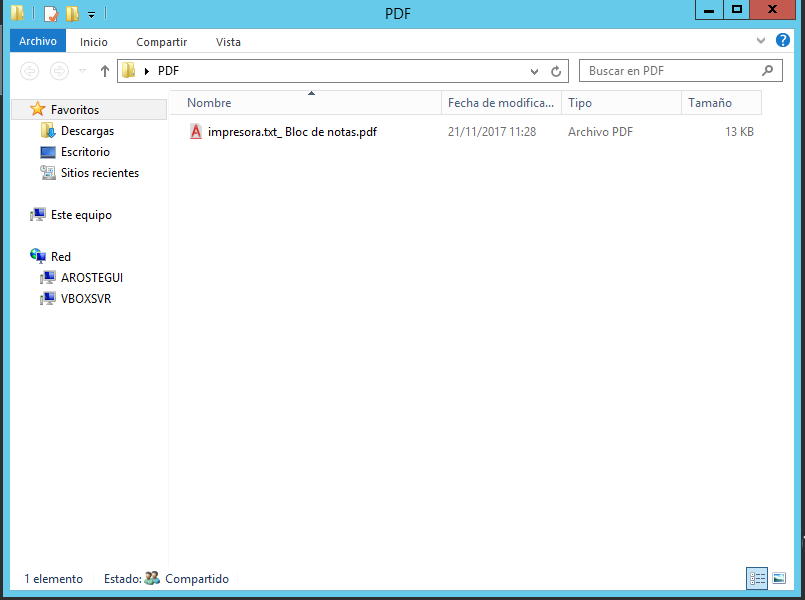 PDF
Archivo Inicio Compartir Vista
PDF Buscar en PDF
Nombre Fecha de modifica... Tipo Tamaño
impresora.txt_ Bloc de notas.pdf 21/11/2017 11:28 Archivo PDF 13 KB
Favoritos
Descargas
Escritorio
Sitios recientes
Este equipo
Red
AROSTEGUI
VBOXSVR
1 elemento Estado: Compartido